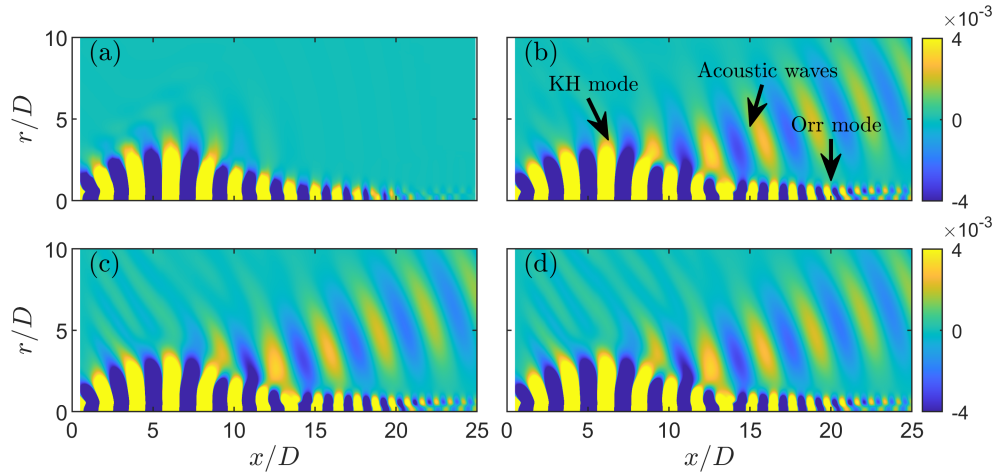 ×10⁻³
10
5
0
r/D
(a)
(b)
KH mode
Acoustic waves
Orr mode
4
0
-4
×10⁻³
10
5
0
r/D
(c)
(d)
4
0
-4
0 5 10 15 20 25
0 5 10 15 20 25
x/D
x/D